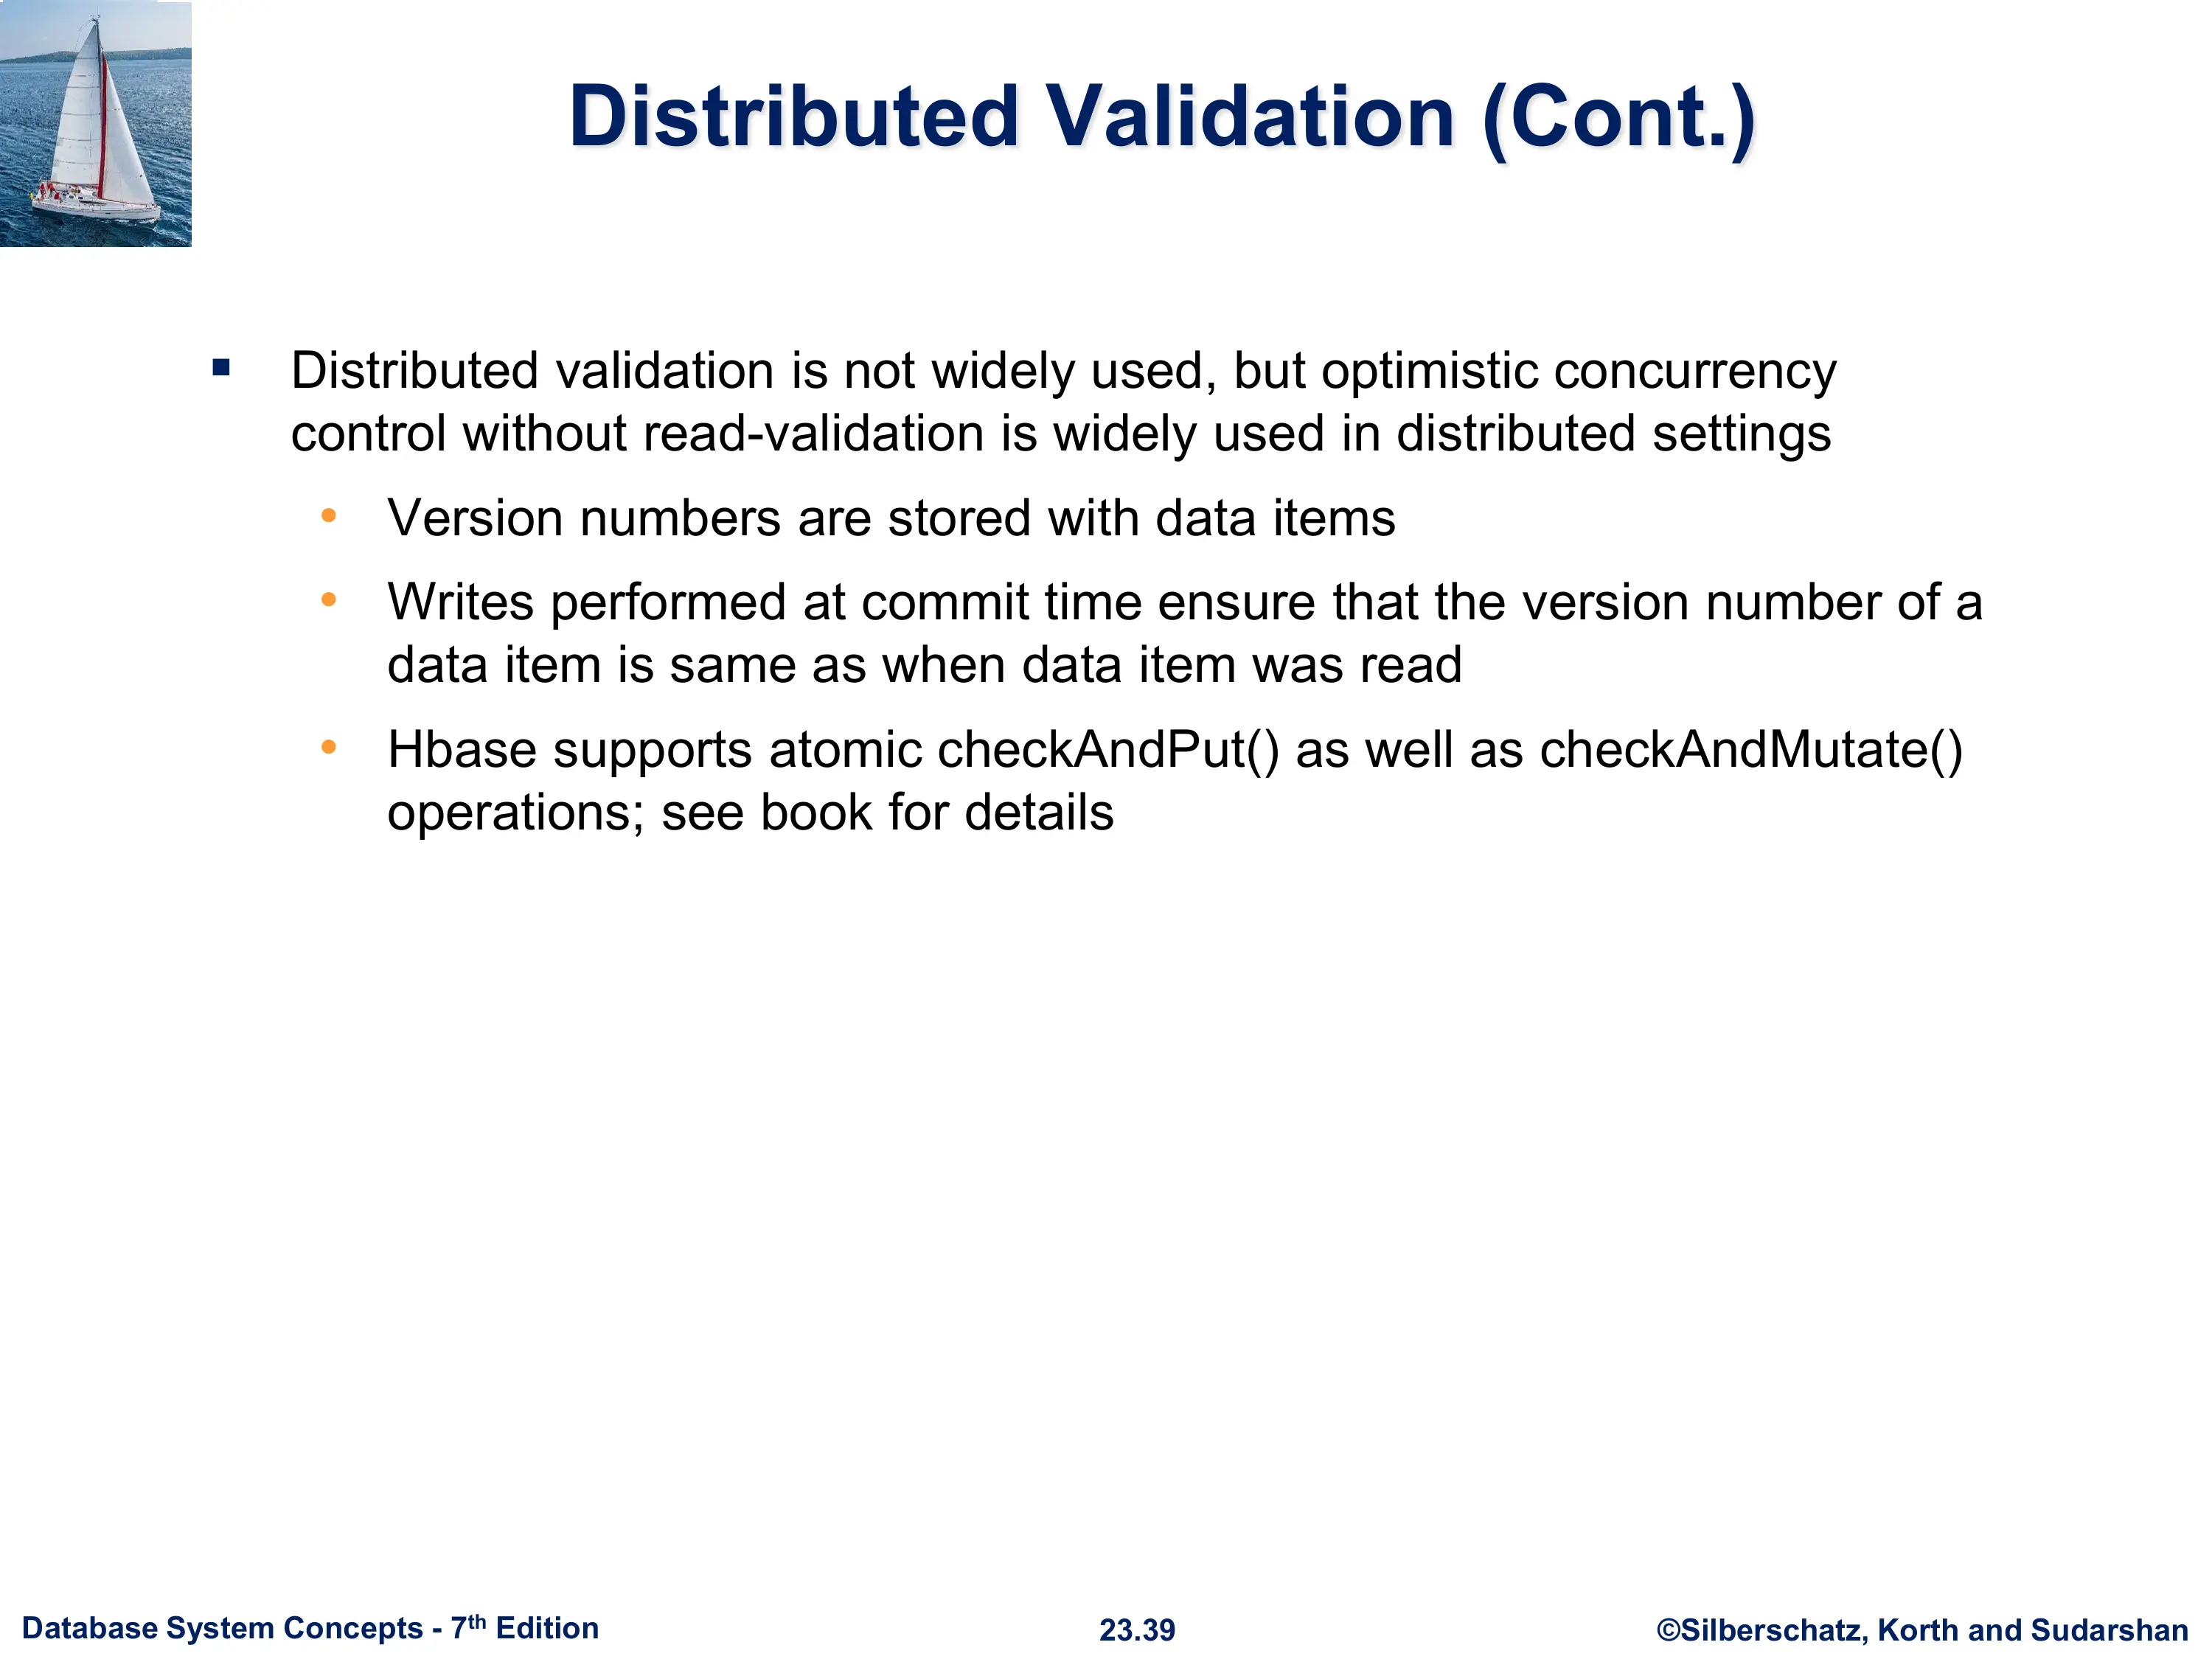 Distributed Validation (Cont.)
▪ Distributed validation is not widely used, but optimistic concurrency
control without read-validation is widely used in distributed settings
• Version numbers are stored with data items
• Writes performed at commit time ensure that the version number of a
data item is same as when data item was read
• Hbase supports atomic checkAndPut() as well as checkAndMutate()
operations; see book for details
Database System Concepts - 7th Edition
23.39
©Silberschatz, Korth and Sudarshan